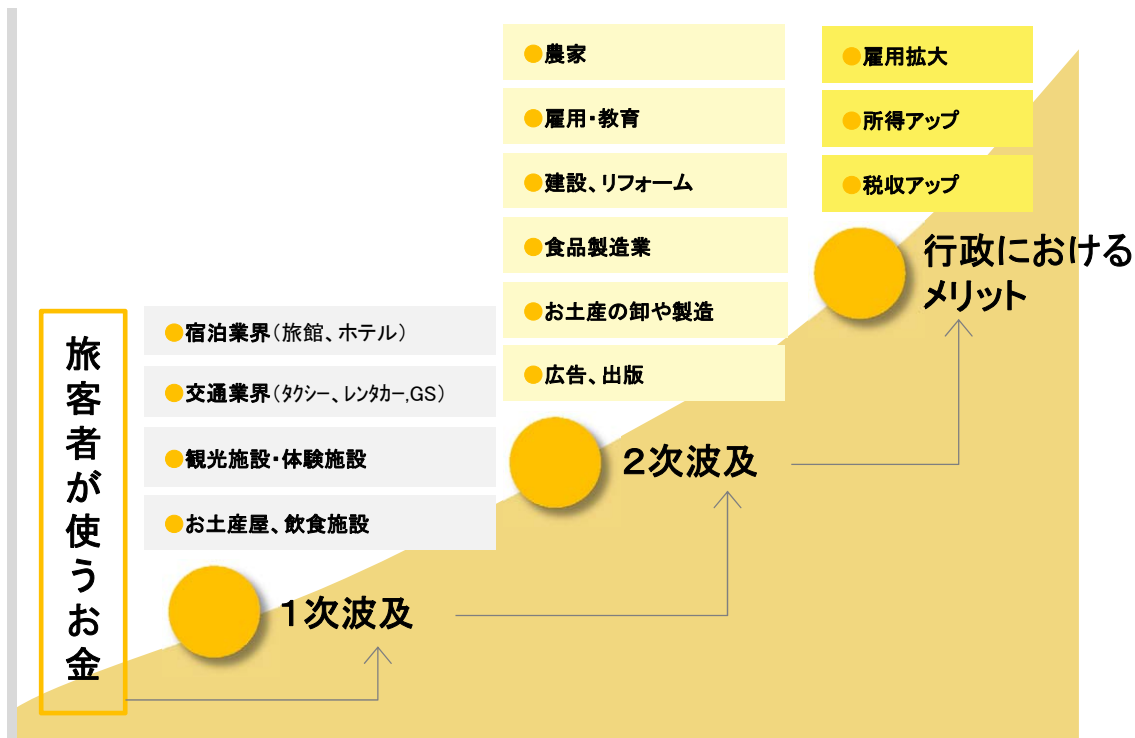 旅客者が使うお金
●宿泊業界(旅館、ホテル)
●交通業界(タクシー、レンタカー,GS)
●観光施設・体験施設
●お土産屋、飲食施設
1次波及
●農家
●雇用・教育
●建設、リフォーム
●食品製造業
●お土産の卸や製造
●広告、出版
2次波及
●雇用拡大
●所得アップ
●税収アップ
行政における
メリット